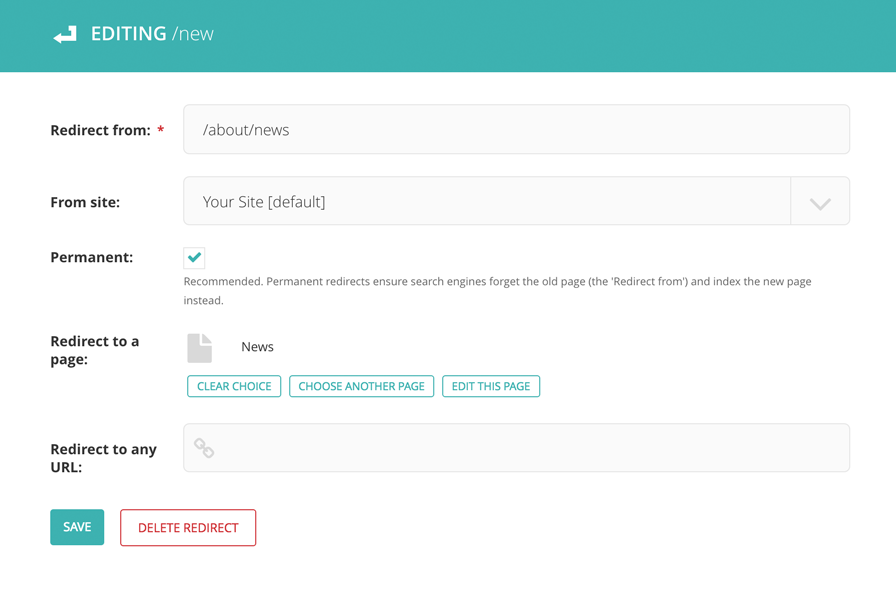 EDITING /new
Redirect from: *
/about/news
From site:
Your Site [default]
Permanent:
Recommended. Permanent redirects ensure search engines forget the old page (the 'Redirect from') and index the new page
instead.
Redirect to a
page:
News
CLEAR CHOICE
CHOOSE ANOTHER PAGE
EDIT THIS PAGE
Redirect to any
URL:
SAVE
DELETE REDIRECT